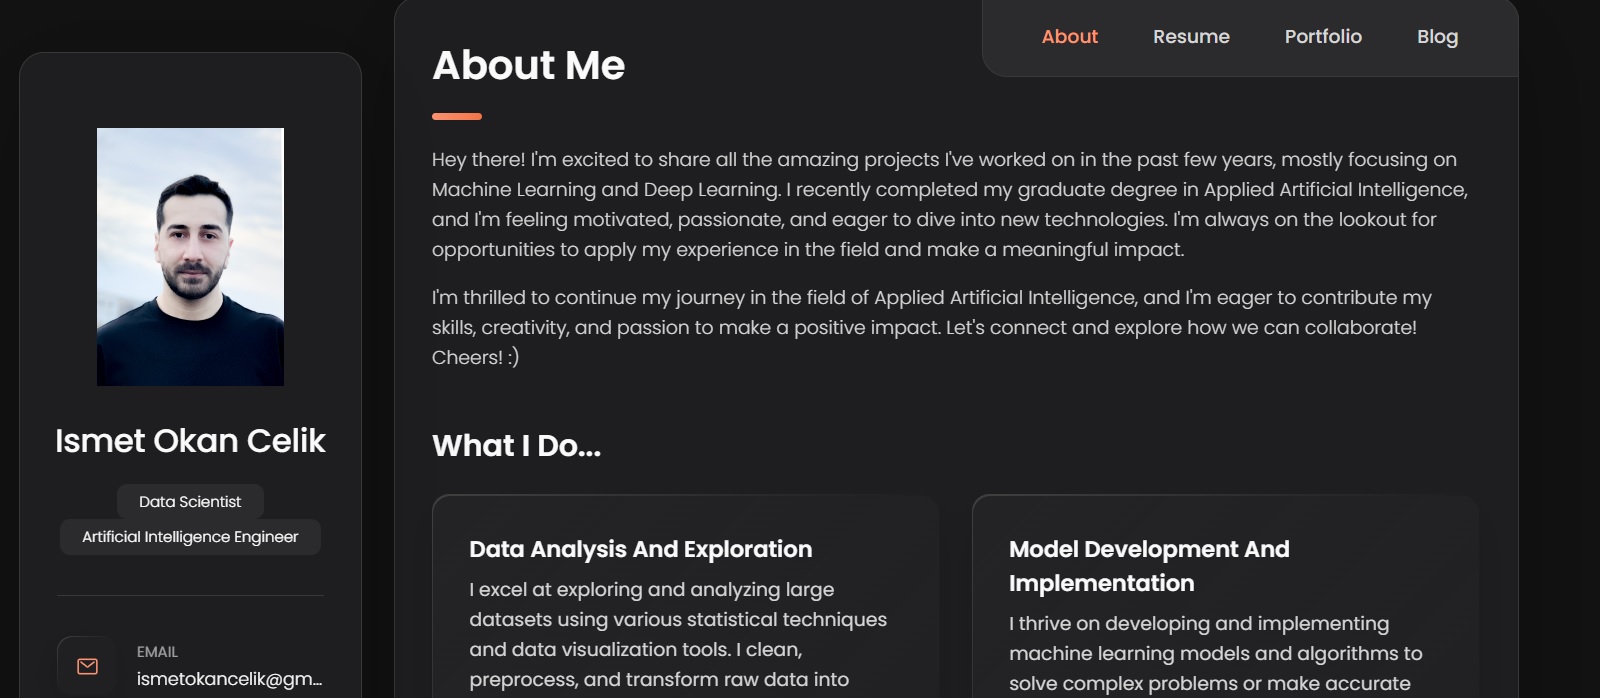 About
Resume
Portfolio
Blog
About Me
Hey there! I'm excited to share all the amazing projects I've worked on in the past few years, mostly focusing on
Machine Learning and Deep Learning. I recently completed my graduate degree in Applied Artificial Intelligence,
and I'm feeling motivated, passionate, and eager to dive into new technologies. I'm always on the lookout for
opportunities to apply my experience in the field and make a meaningful impact.
I'm thrilled to continue my journey in the field of Applied Artificial Intelligence, and I'm eager to contribute my
skills, creativity, and passion to make a positive impact. Let's connect and explore how we can collaborate!
Cheers! :)
Ismet Okan Celik
Data Scientist
Artificial Intelligence Engineer
EMAIL
ismetokancelik@gm...
What I Do...
Data Analysis And Exploration
I excel at exploring and analyzing large
datasets using various statistical techniques
and data visualization tools. I clean,
preprocess, and transform raw data into
Model Development And
Implementation
I thrive on developing and implementing
machine learning models and algorithms to
solve complex problems or make accurate